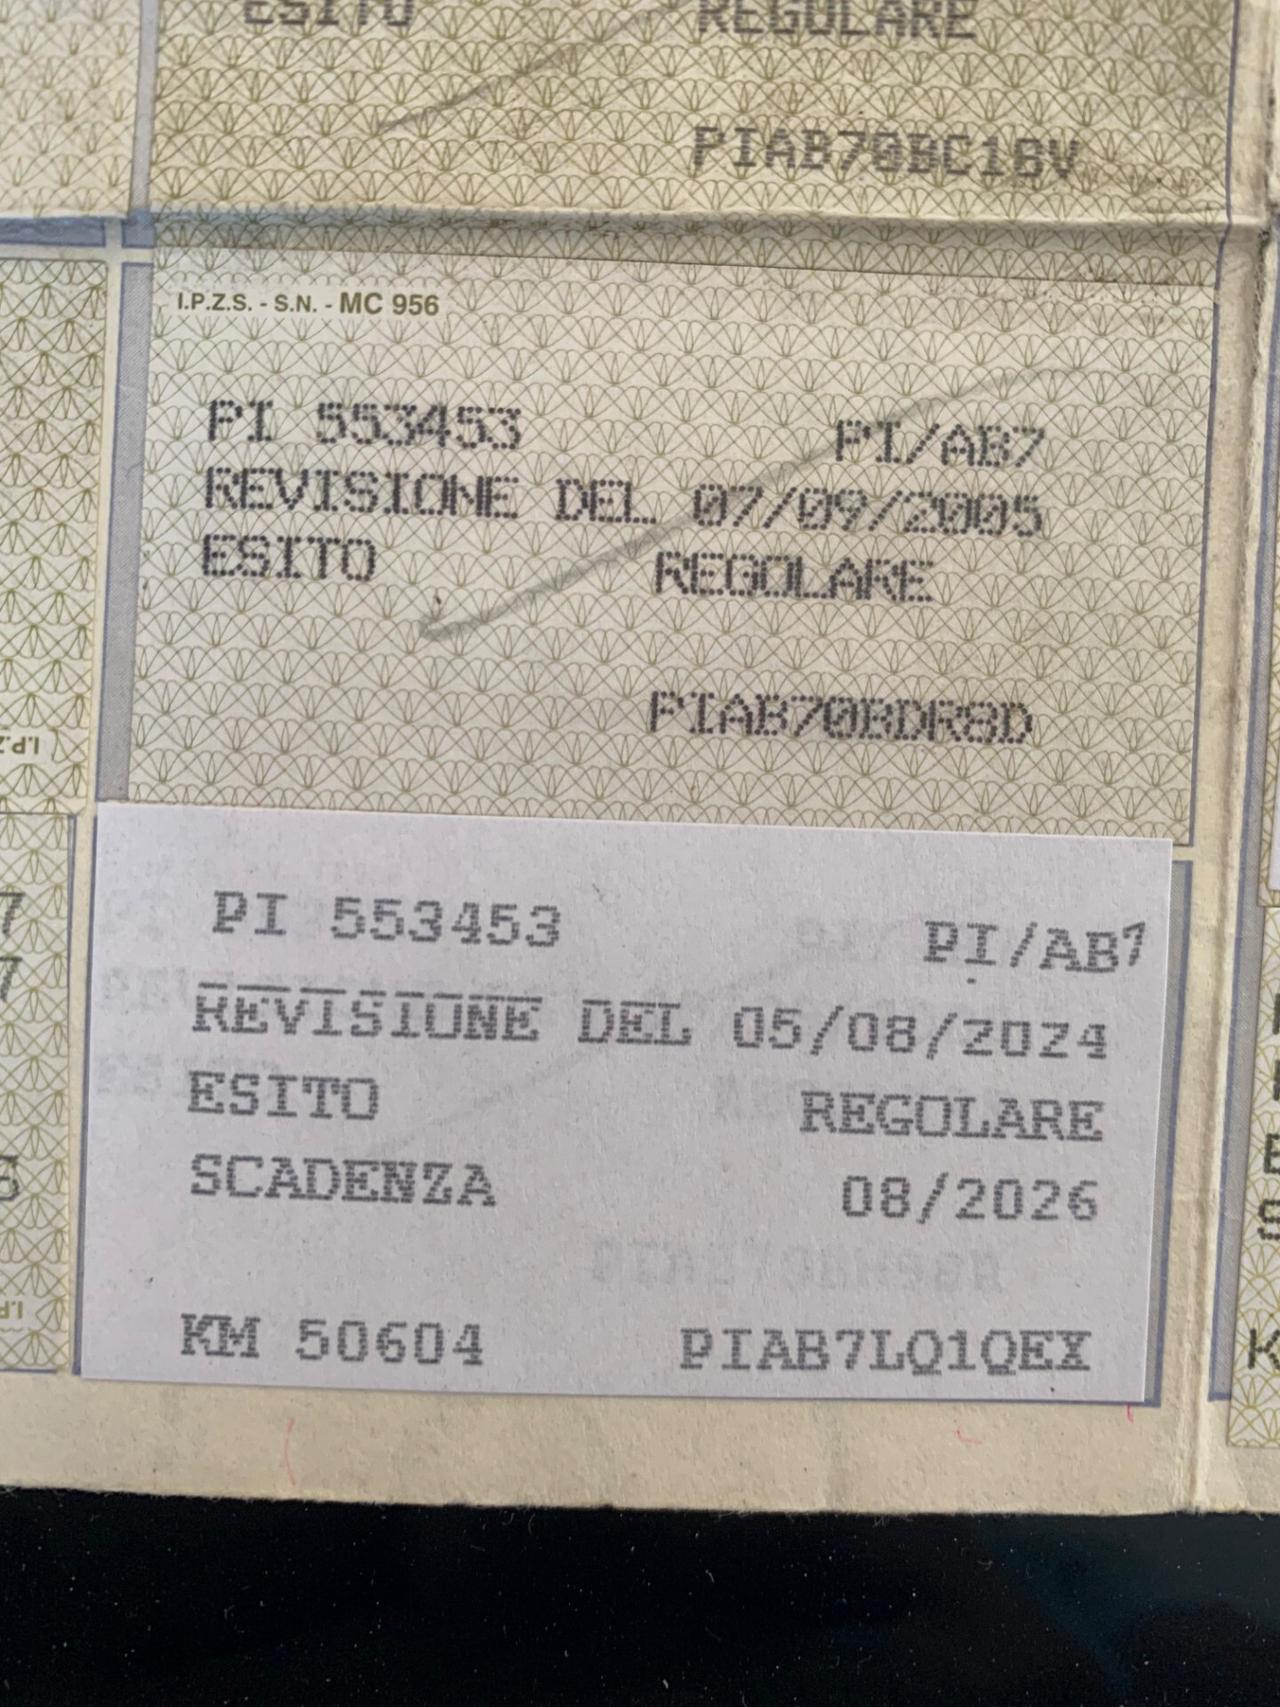 ESITO REGOLARE
PIAB70BC16V
I.P.Z.S. - S.N. - MC 956
PI 553453 PI/AB7
REVISIONE DEL 07/09/2005
ESITO REGOLARE
PIAB70BDR8D
PI 553453 PI/AB7
REVISIONE DEL 05/08/2024
ESITO REGOLARE
SCADENZA 08/2026
KM 50604 PIAB7LQ1QEX